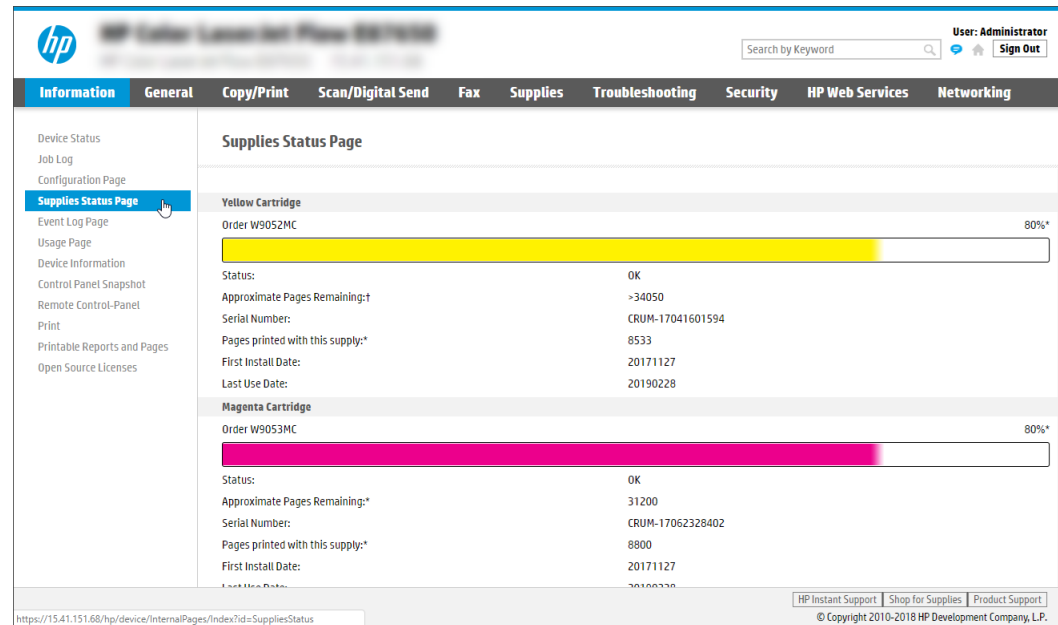 hp
User: Administrator
Search by Keyword
Sign Out
Information General Copy/Print Scan/Digital Send Fax Supplies Troubleshooting Security HP Web Services Networking
Device Status
Job Log
Configuration Page
Supplies Status Page
Event Log Page
Usage Page
Device Information
Control Panel Snapshot
Remote Control-Panel
Print
Printable Reports and Pages
Open Source Licenses
Supplies Status Page
Yellow Cartridge
Order W9052MC 80%*
Status: OK
Approximate Pages Remaining:† >34050
Serial Number: CRUM-17041601594
Pages printed with this supply:* 8533
First Install Date: 20171127
Last Use Date: 20190228
Magenta Cartridge
Order W9053MC 80%*
Status: OK
Approximate Pages Remaining:* 31200
Serial Number: CRUM-17062328402
Pages printed with this supply:* 8800
First Install Date: 20171127
Last Use Date: 20190228
HP Instant Support Shop for Supplies Product Support
https://15.41.151.68/hp/device/InternalPages/Index?id=SuppliesStatus
© Copyright 2010-2018 HP Development Company, L.P.